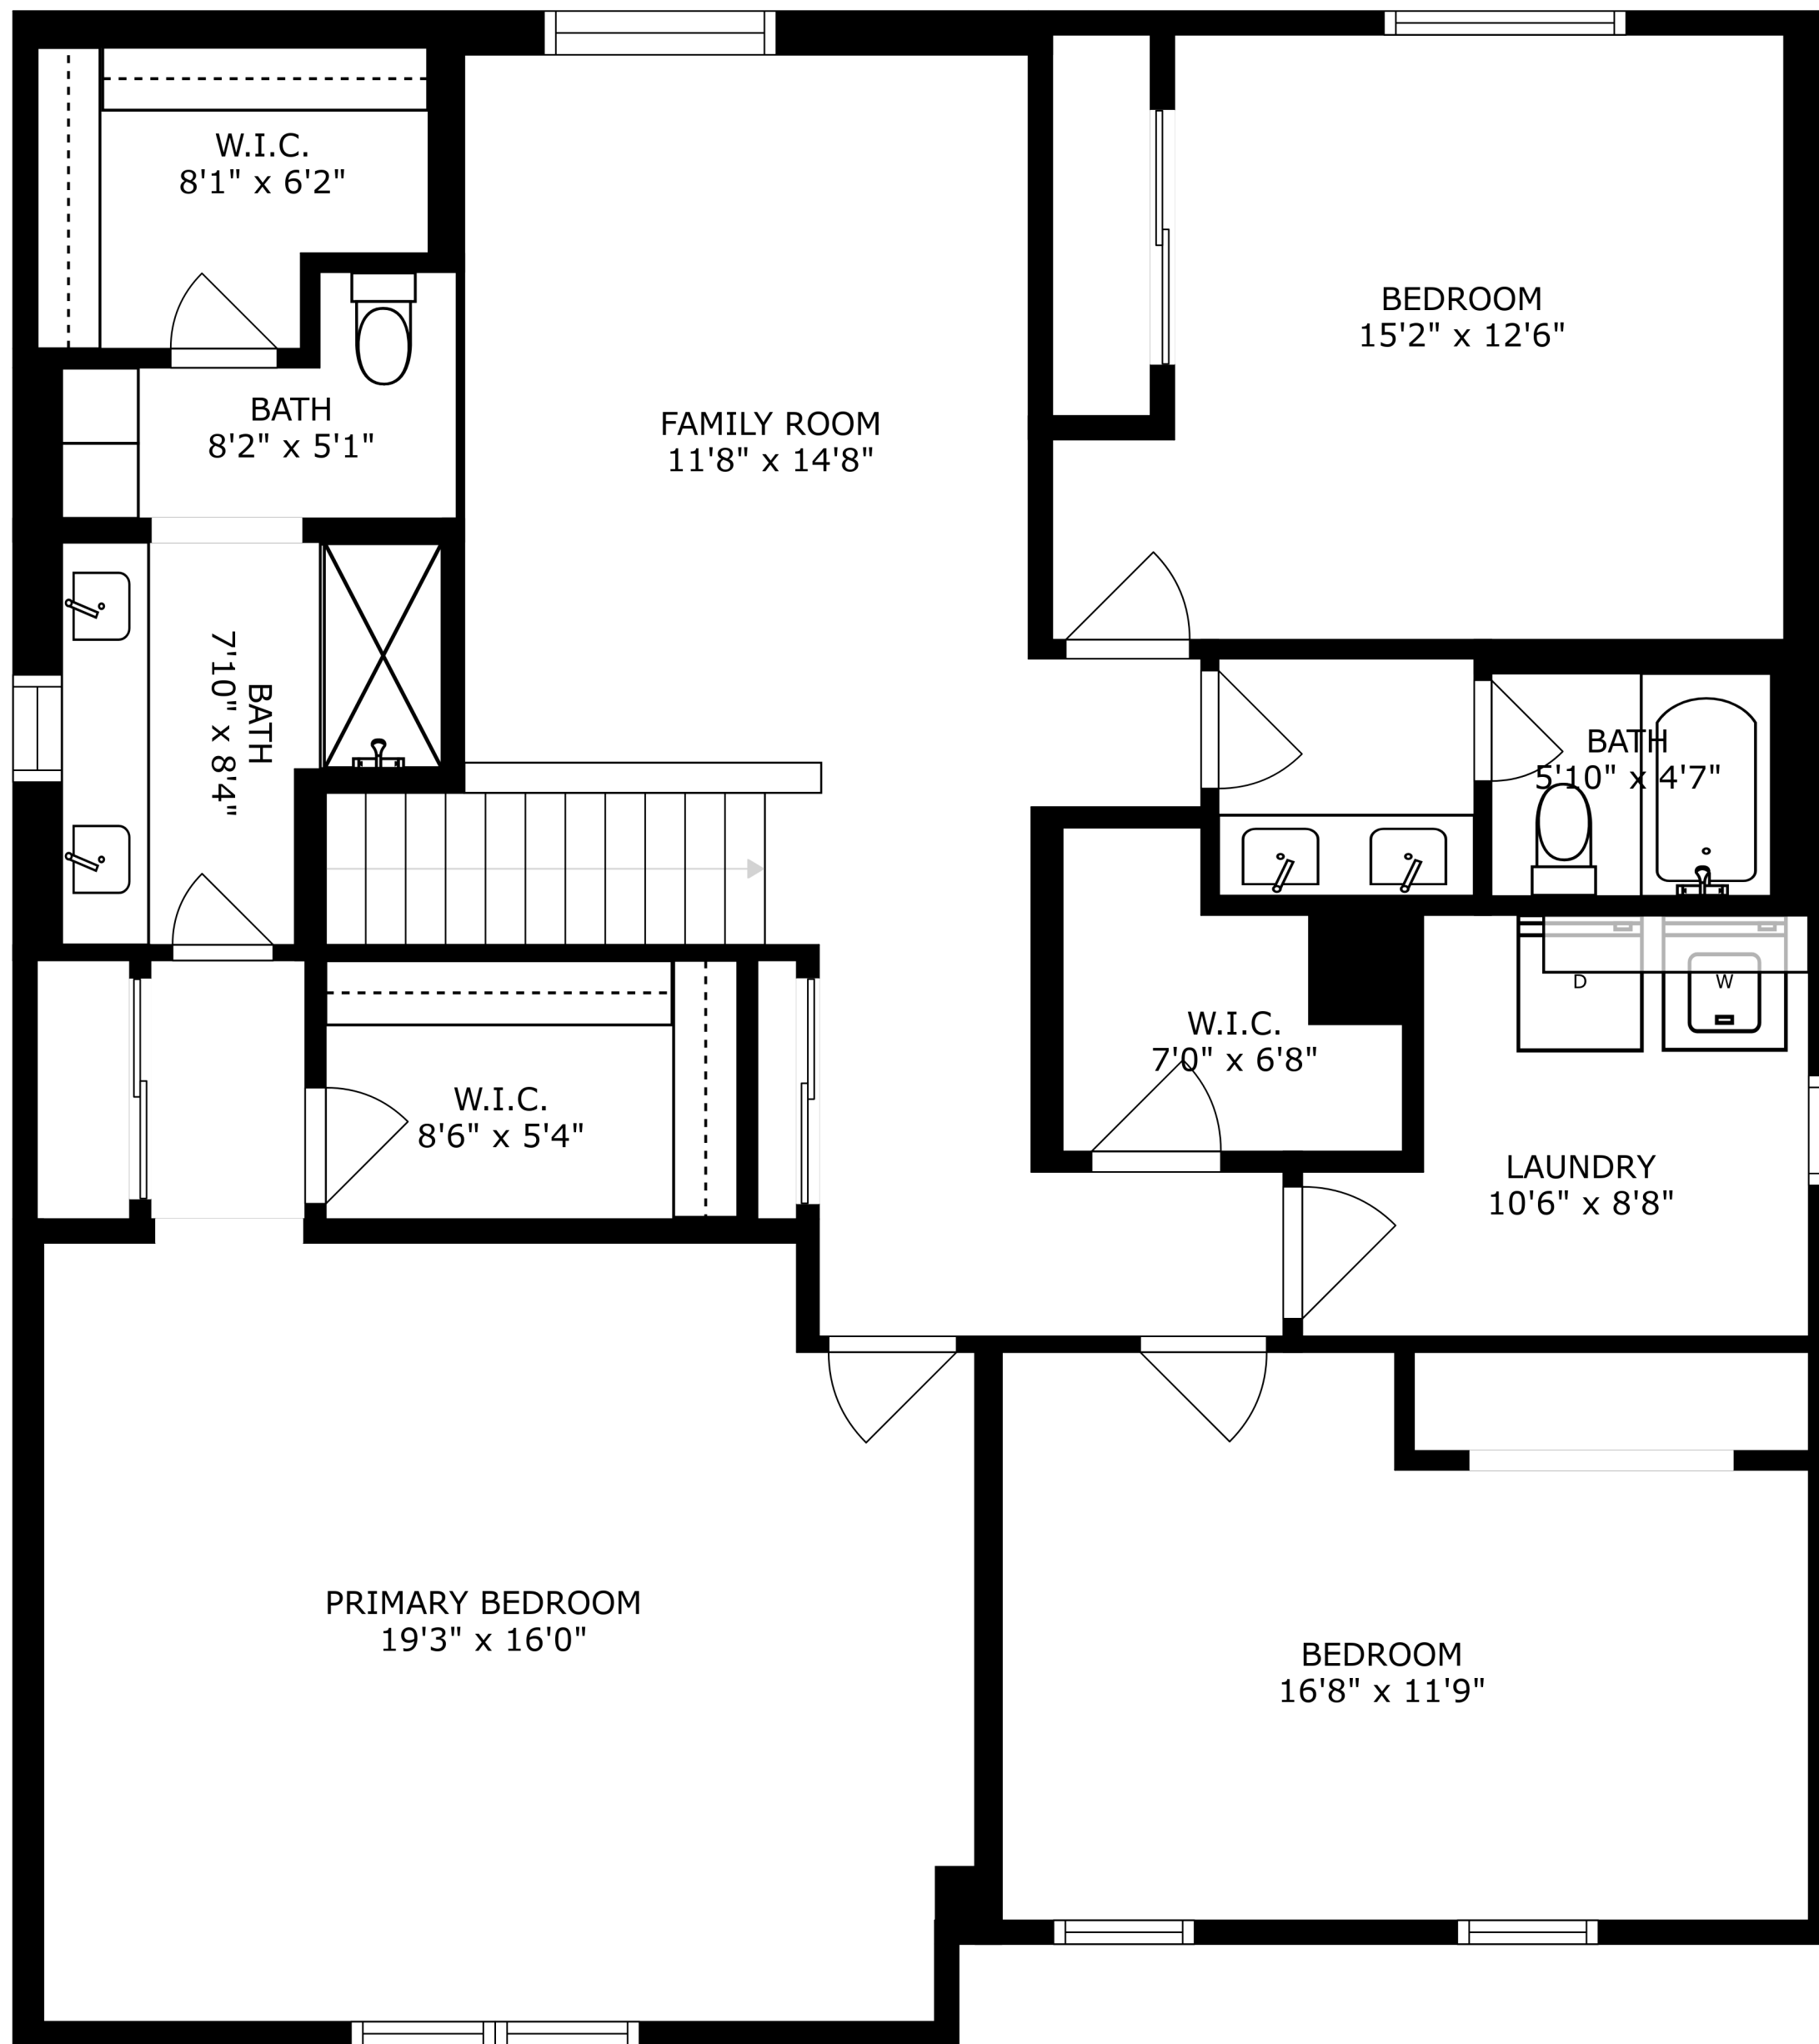 W.I.C.
8'1" x 6'2"
BEDROOM
15'2" x 12'6"
BATH
8'2" x 5'1"
FAMILY ROOM
11'8" x 14'8"
BATH
7'10" x 8'4"
BATH
5'10" x 4'7"
D
W
W.I.C.
7'0" x 6'8"
W.I.C.
8'6" x 5'4"
LAUNDRY
10'6" x 8'8"
PRIMARY BEDROOM
19'3" x 16'0"
BEDROOM
16'8" x 11'9"